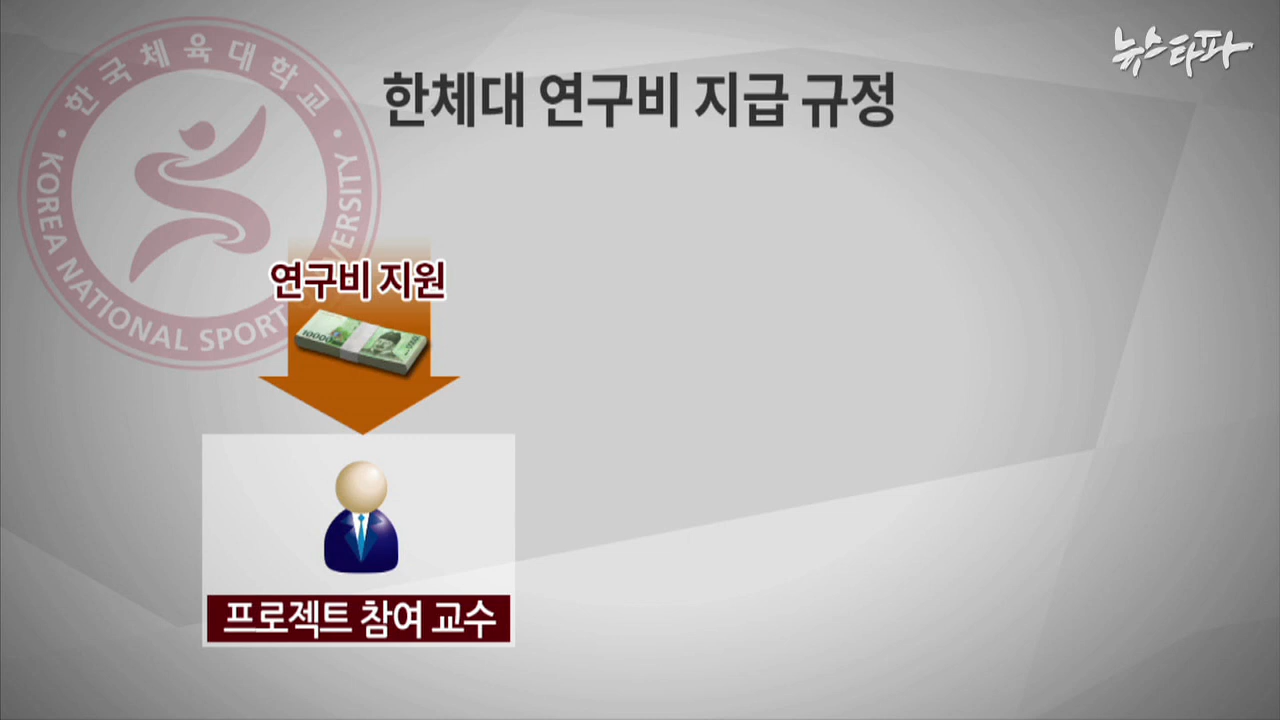 한국체육대학교
KOREA NATIONAL SPORT UNIVERSITY
뉴스타파
한체대 연구비 지급 규정
연구비 지원
10000
프로젝트 참여 교수